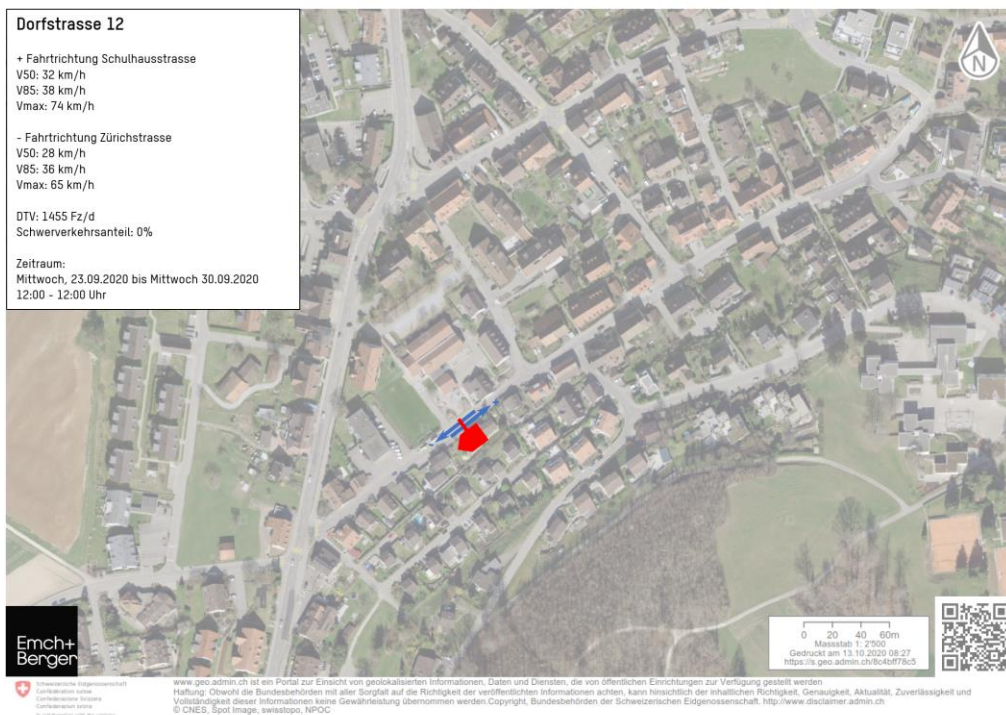 Dorfstrasse 12
+ Fahrtrichtung Schulhausstrasse
V50: 32 km/h
V85: 38 km/h
Vmax: 74 km/h
- Fahrtrichtung Zürichstrasse
V50: 28 km/h
V85: 36 km/h
Vmax: 65 km/h
DTV: 1455 Fz/d
Schwerverkehrsanteil: 0%
Zeitraum:
Mittwoch, 23.09.2020 bis Mittwoch 30.09.2020
12:00 - 12:00 Uhr
N
+
-
Emch+
Berger
0 20 40 60m
Massstab 1: 2'500
Gedruckt am 13.10.2020 08:27
https://s.geo.admin.ch/8c4bff78c5
Schweizerische Eidgenossenschaft
Confédération suisse
Confederazione Svizzera
Confederaziun svizra
www.geo.admin.ch ist ein Portal zur Einsicht von geolokalisierten Informationen, Daten und Diensten, die von öffentlichen Einrichtungen zur Verfügung gestellt werden
Haftung: Obwohl die Bundesbehörden mit aller Sorgfalt auf die Richtigkeit der veröffentlichten Informationen achten, kann hinsichtlich der inhaltlichen Richtigkeit, Genauigkeit, Aktualität, Zuverlässigkeit und
Vollständigkeit dieser Informationen keine Gewährleistung übernommen werden.Copyright, Bundesbehörden der Schweizerischen Eidgenossenschaft. http://www.disclaimer.admin.ch
© CNES, Spot Image, swisstopo, NPOC